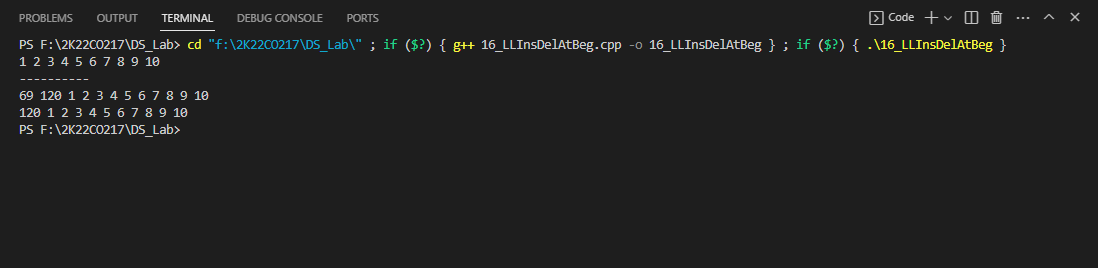 PROBLEMS OUTPUT TERMINAL DEBUG CONSOLE PORTS Code
PS F:\2K22CO217\DS_Lab> cd "f:\2K22CO217\DS_Lab\" ; if ($?) { g++ 16_LLInsDelAtBeg.cpp -o 16_LLInsDelAtBeg } ; if ($?) { .\16_LLInsDelAtBeg }
1 2 3 4 5 6 7 8 9 10
----------
69 120 1 2 3 4 5 6 7 8 9 10
120 1 2 3 4 5 6 7 8 9 10
PS F:\2K22CO217\DS_Lab>